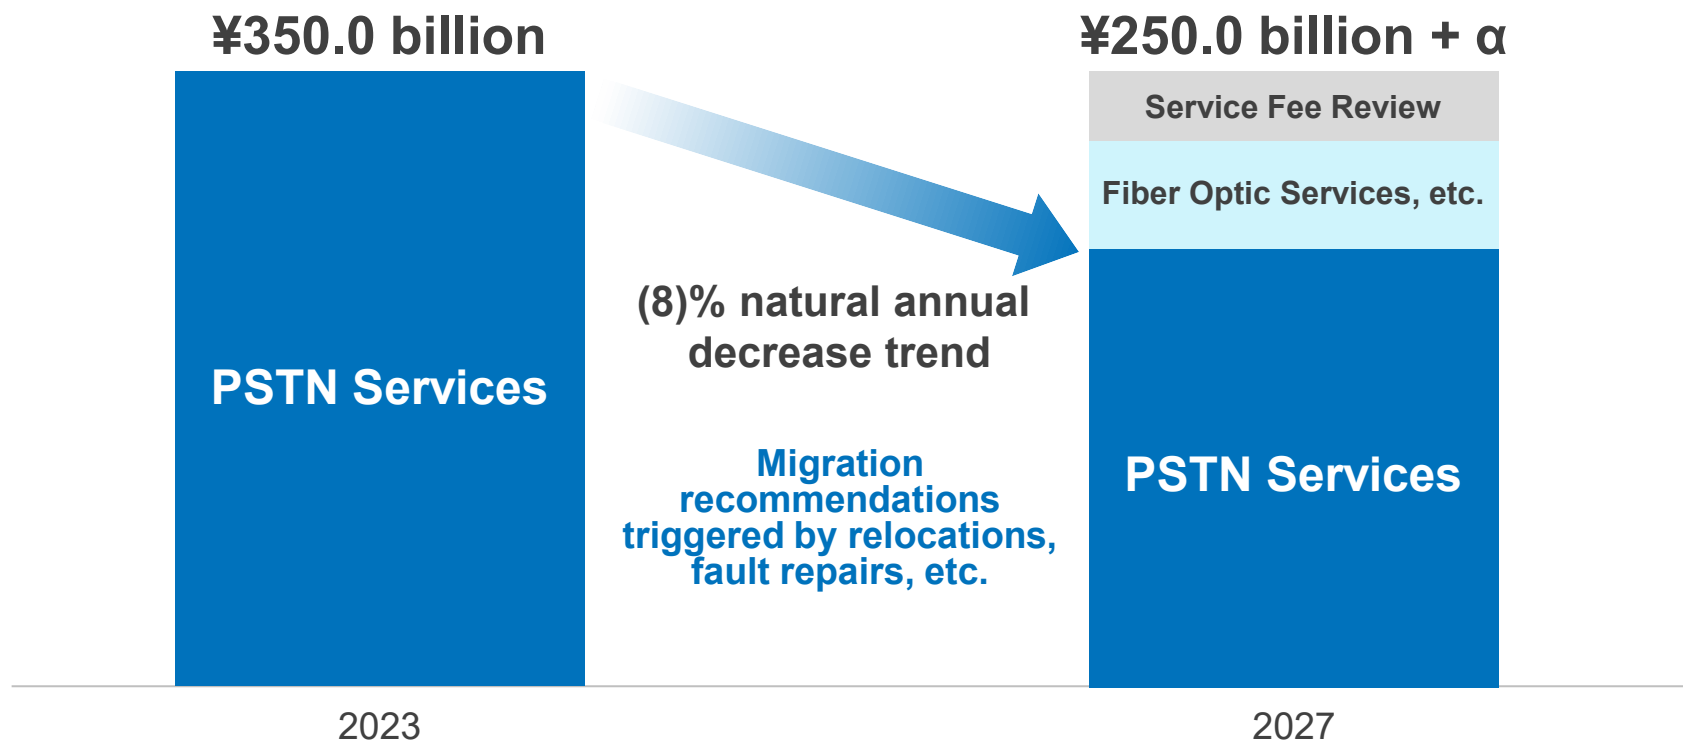 ¥350.0 billion
¥250.0 billion + α
Service Fee Review
Fiber Optic Services, etc.
(8)% natural annual
decrease trend
PSTN Services
Migration
recommendations
triggered by relocations,
fault repairs, etc.
PSTN Services
2023
2027